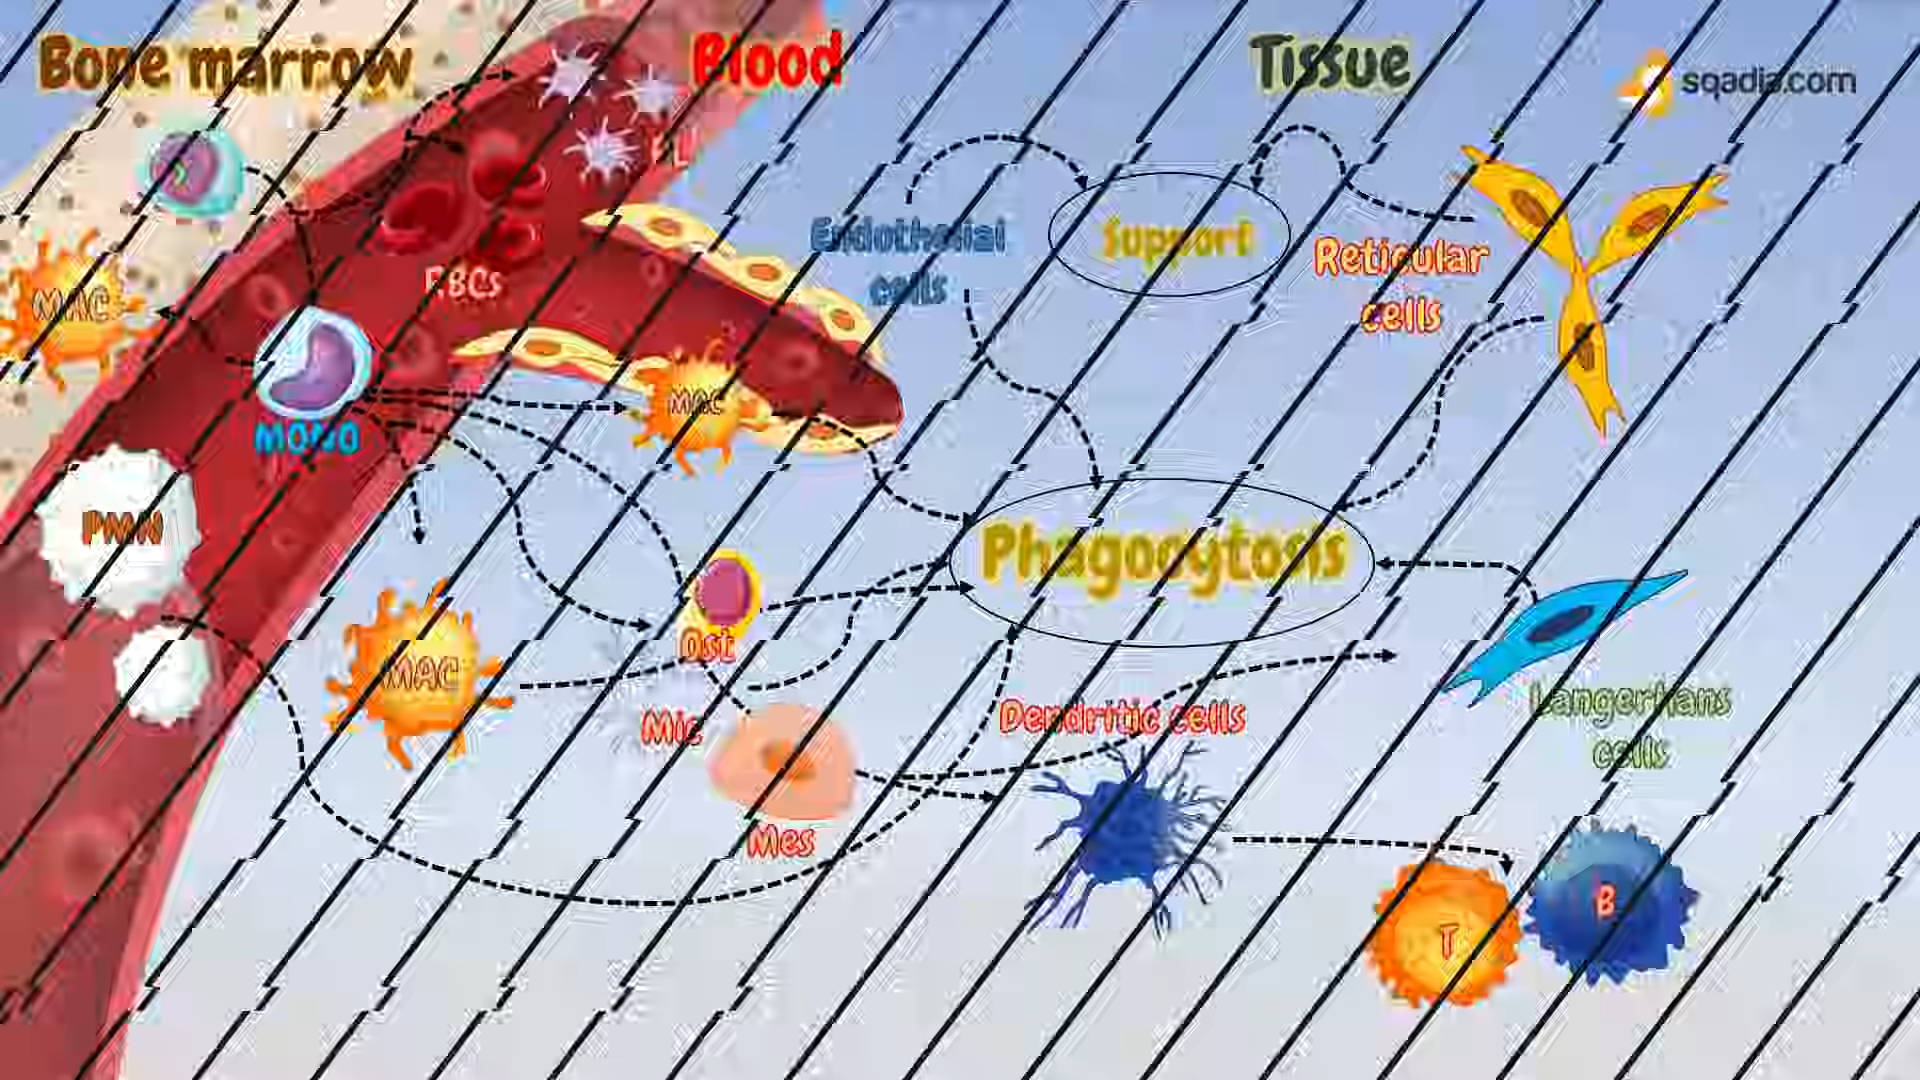 Bone marrow
Blood
Tissue
sqadia.com
S
PL
Endothelial
cells
Support
Reticular
cells
RBCs
MAC
MAC
MONO
PMN
Phagocytosis
Ost
MAC
Mic
Dendritic cells
Langerhans
cells
Mes
B
T